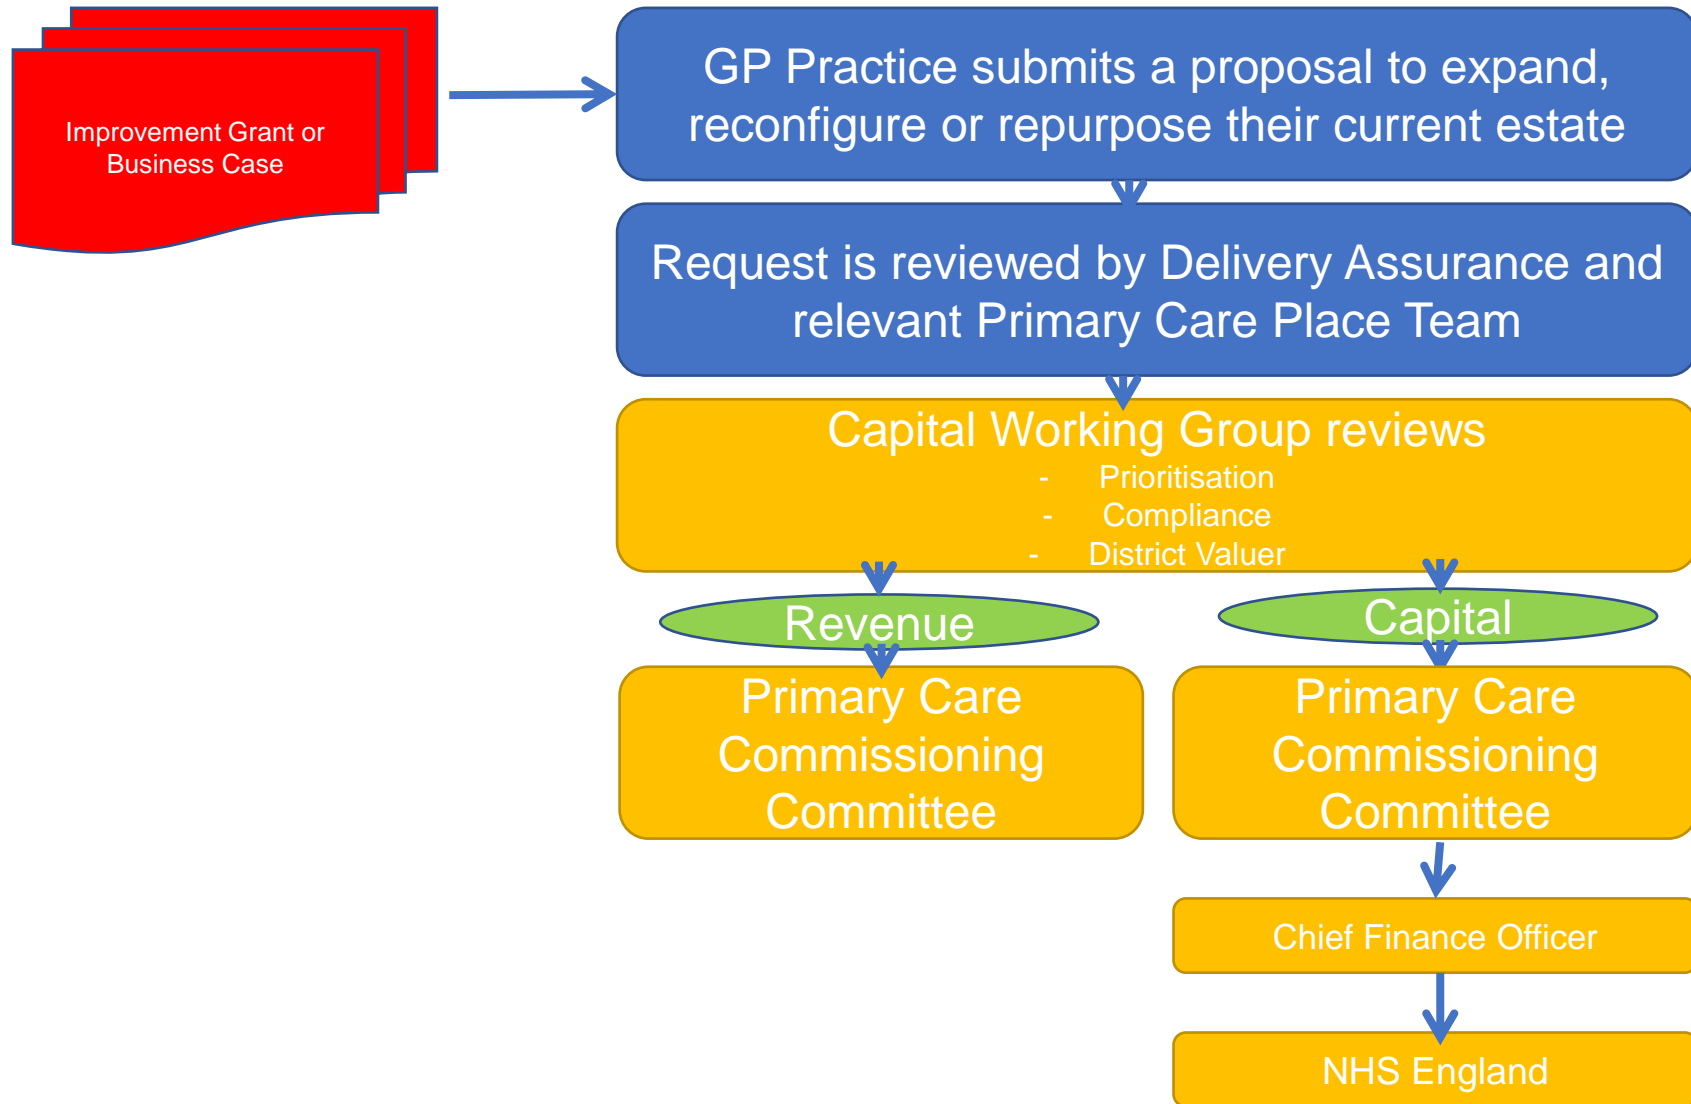 Improvement Grant or
Business Case
GP Practice submits a proposal to expand,
reconfigure or repurpose their current estate
Request is reviewed by Delivery Assurance and
relevant Primary Care Place Team
Capital Working Group reviews
- Prioritisation
- Compliance
- District Valuer
Revenue
Capital
Primary Care
Commissioning
Committee
Primary Care
Commissioning
Committee
Chief Finance Officer
NHS England